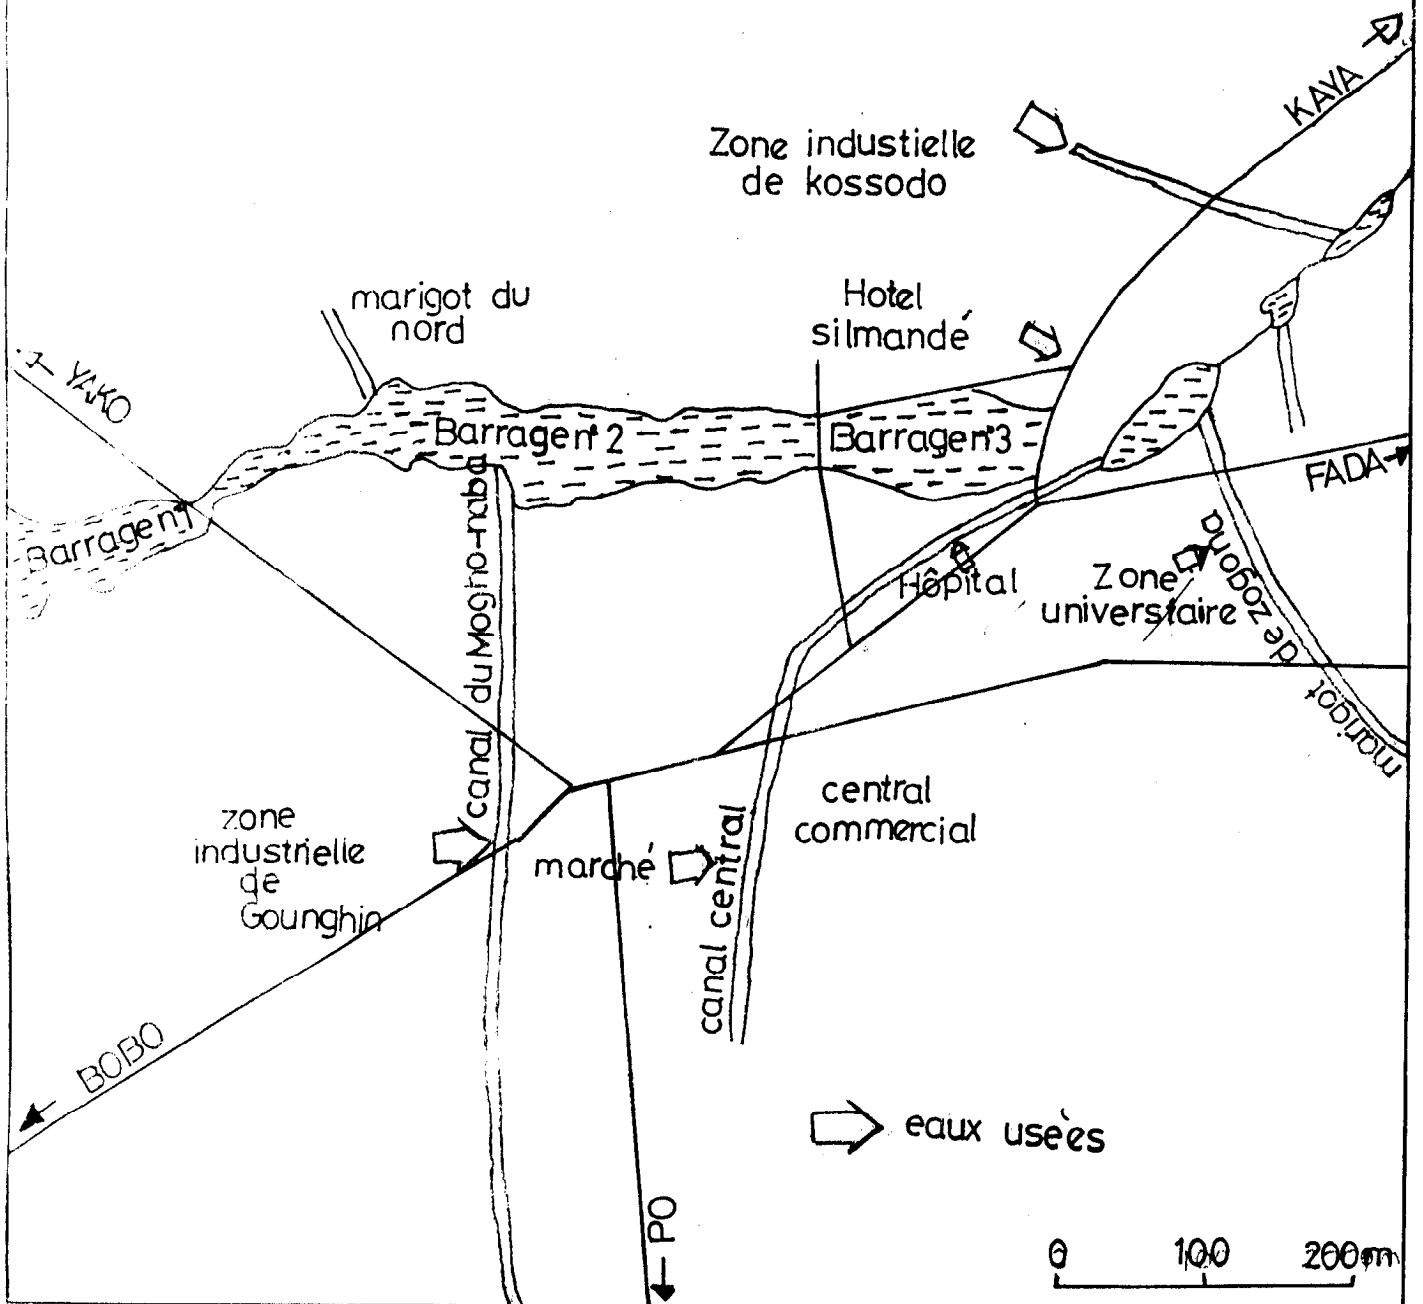 KAYA
Zone industielle
de kossodo
marigot du
nord
Hotel
silmandé
YAKO
Barrage n°2
Barrage n°3
FADA
Barrage n°1
canal du Mogho-naba
Hôpital
Zone
universtaire
marigot de zogona
zone
industrielle
de
Gounghin
marché
central
commercial
canal central
BOBO
eaux usèes
PO
0 100 200m